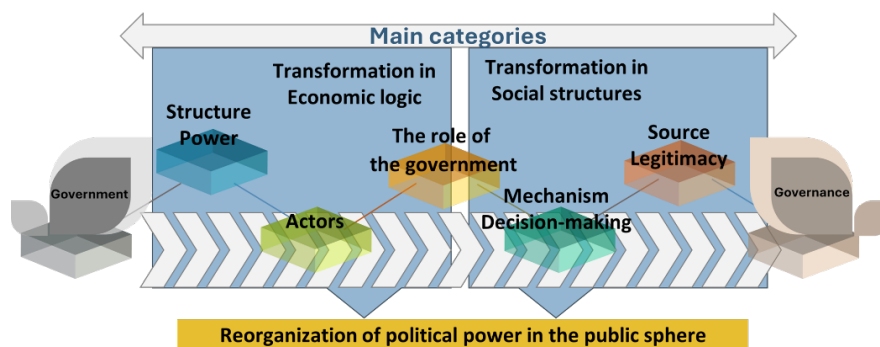 Main categories
Transformation in
Economic logic
Transformation in
Social structures
Structure
Power
The role of
the government
Source
Legitimacy
Government
Governance
Actors
Mechanism
Decision-making
Reorganization of political power in the public sphere